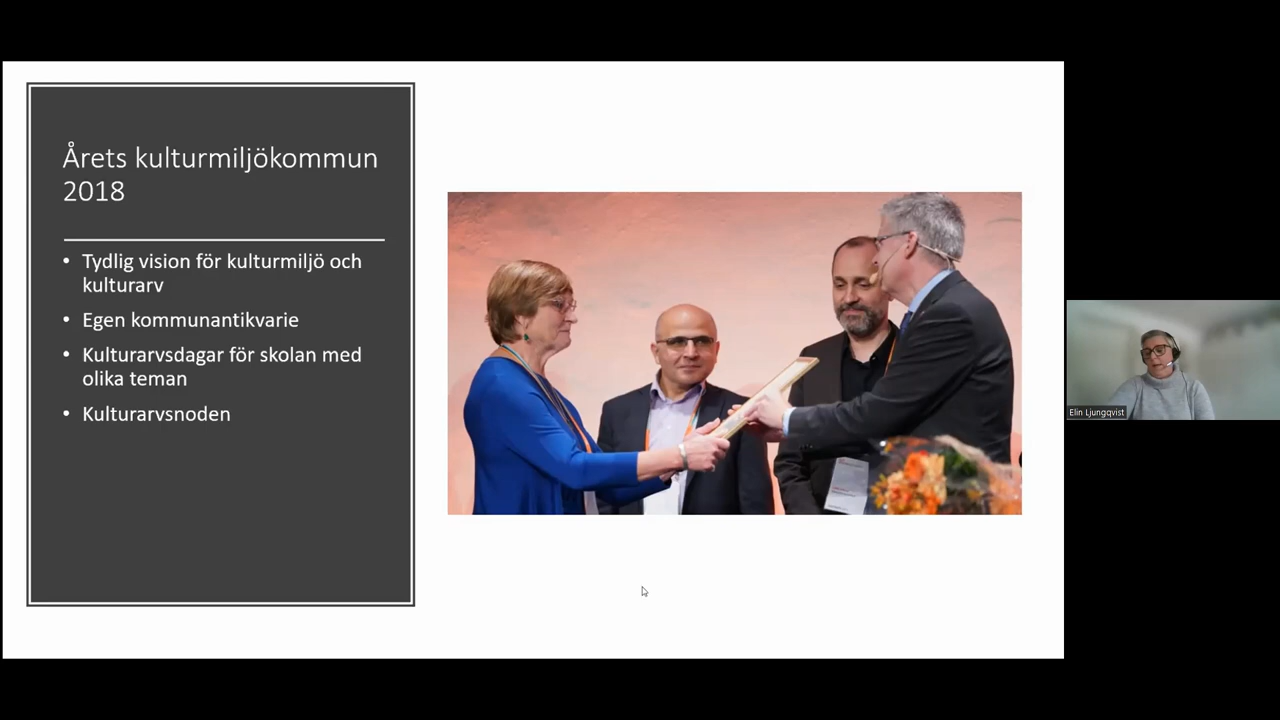 Årets kulturmiljökommun
2018
• Tydlig vision för kulturmiljö och
kulturarv
• Egen kommunantikvarie
• Kulturarvsdagar för skolan med
olika teman
• Kulturarvsnoden
Elin Ljungqvist